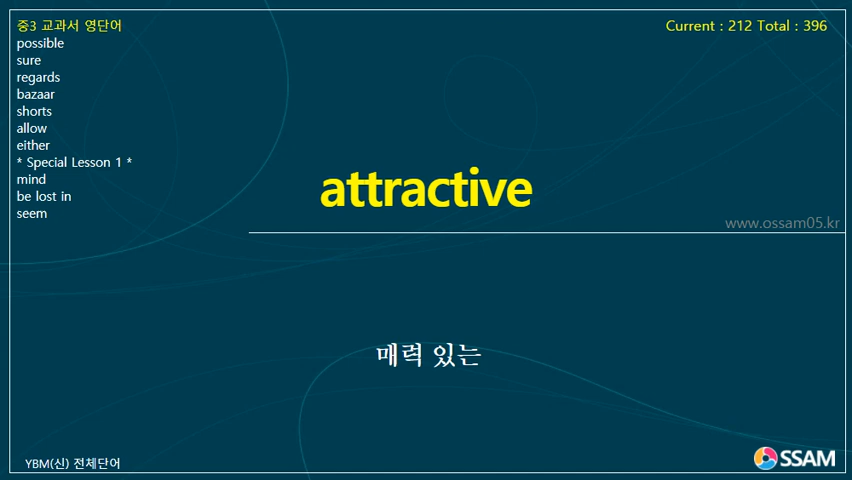 중3 교과서 영단어
Current : 212 Total : 396
possible
sure
regards
bazaar
shorts
allow
either
* Special Lesson 1 *
mind
be lost in
seem
attractive
www.ossam05.kr
매력 있는
YBM(신) 전체단어
OSSAM